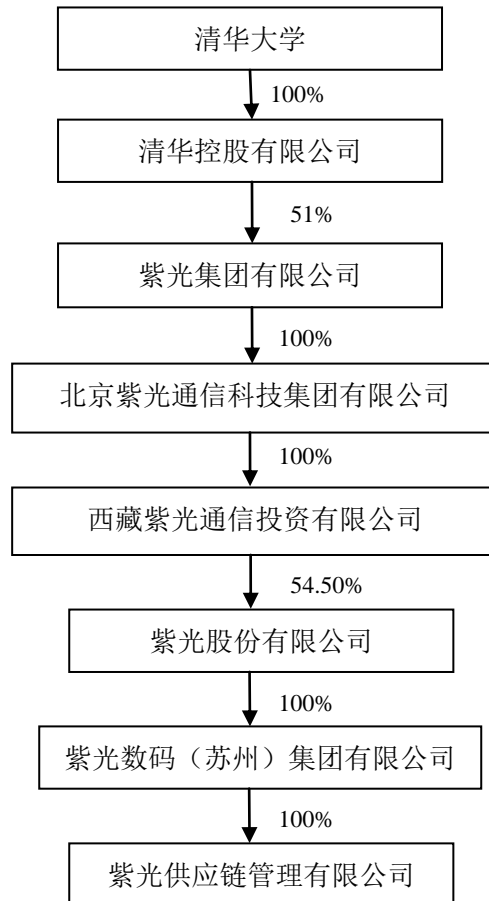 清华大学
100%
清华控股有限公司
51%
紫光集团有限公司
100%
北京紫光通信科技集团有限公司
100%
西藏紫光通信投资有限公司
54.50%
紫光股份有限公司
100%
紫光数码（苏州）集团有限公司
100%
紫光供应链管理有限公司